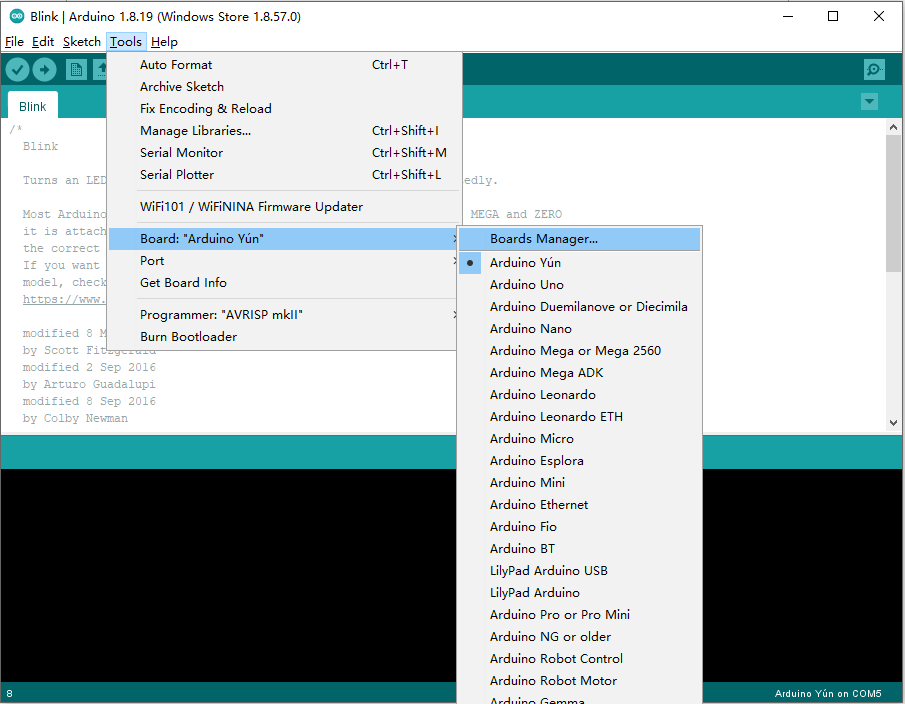 Blink | Arduino 1.8.19 (Windows Store 1.8.57.0)
File Edit Sketch Tools Help
Blink
/*
Blink
Turns an LED
edly.
Most Arduino
MEGA and ZERO
it is attach
the correct
If you want
model, check
https://www.
modified 8 M
by Scott Fitzgerald
modified 2 Sep 2016
by Arturo Guadalupi
modified 8 Sep 2016
by Colby Newman
Auto Format Ctrl+T
Archive Sketch
Fix Encoding & Reload
Manage Libraries... Ctrl+Shift+I
Serial Monitor Ctrl+Shift+M
Serial Plotter Ctrl+Shift+L
WiFi101 / WiFiNINA Firmware Updater
Board: "Arduino Yún"
Port
Get Board Info
Programmer: "AVRISP mkII"
Burn Bootloader
Boards Manager...
Arduino Yún
Arduino Uno
Arduino Duemilanove or Diecimila
Arduino Nano
Arduino Mega or Mega 2560
Arduino Mega ADK
Arduino Leonardo
Arduino Leonardo ETH
Arduino Micro
Arduino Esplora
Arduino Mini
Arduino Ethernet
Arduino Fio
Arduino BT
LilyPad Arduino USB
LilyPad Arduino
Arduino Pro or Pro Mini
Arduino NG or older
Arduino Robot Control
Arduino Robot Motor
Arduino Gemma
8
Arduino Yún on COM5